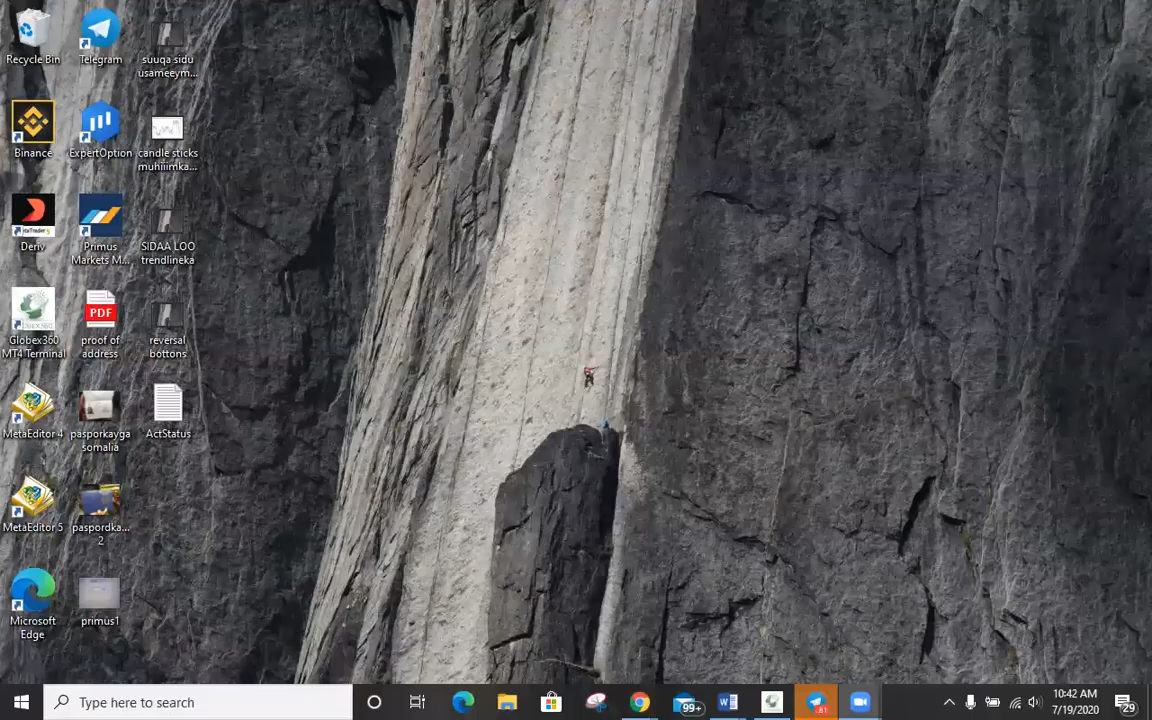 Recycle Bin
Telegram
suuqa sidu
usameeym...
Binance
ExpertOption
candle sticks
muhiiimka...
Deriv
Primus
Markets M...
SIDAA LOO
trendlineka
Globex360
MT4 Terminal
PDF
proof of
address
reversal
bottons
MetaEditor 4
pasporkayga
somalia
ActStatus
MetaEditor 5
paspordka...
2
Microsoft
Edge
primus1
Type here to search
99+
81
10:42 AM
7/19/2020
29